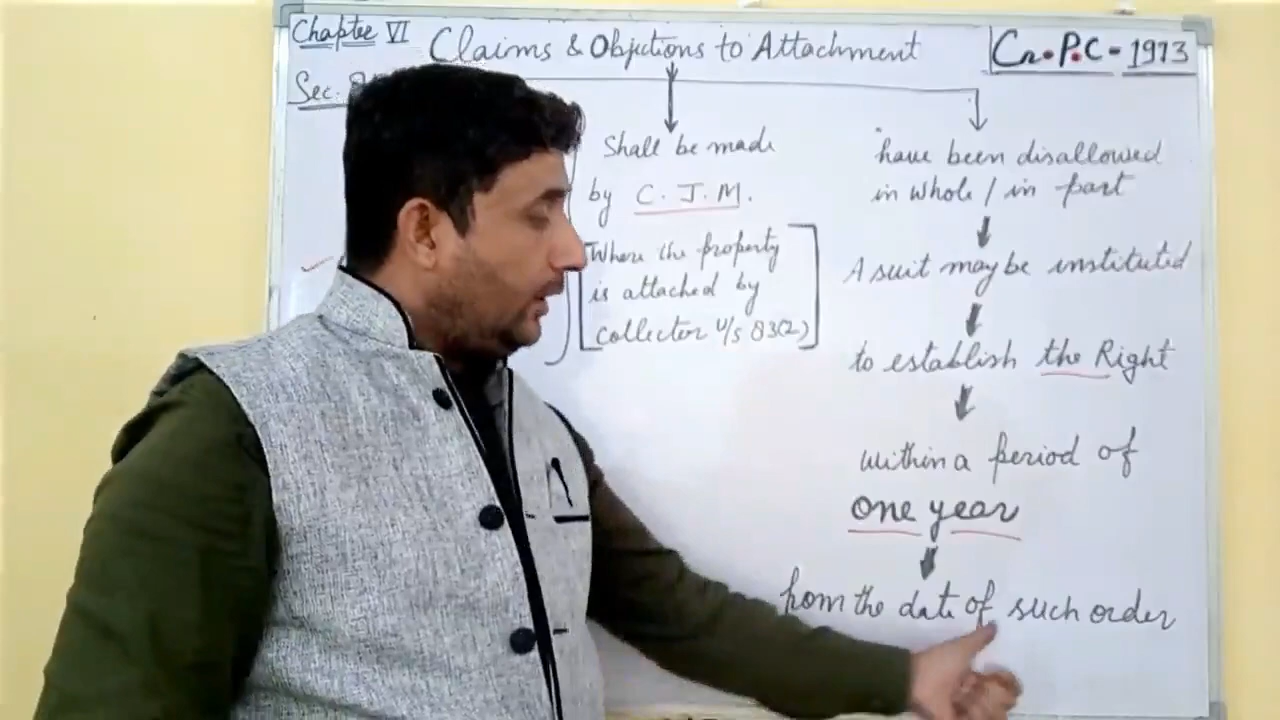 Chapter VI
Claims & Objections to Attachment
Cr.P.C - 1973
Sec.
Shall be made
by C.J.M.
[Where the property
is attached by
collector u/s 83(2)]
have been disallowed
in whole / in part
A suit may be instituted
to establish the Right
within a period of
one year
from the date of such order